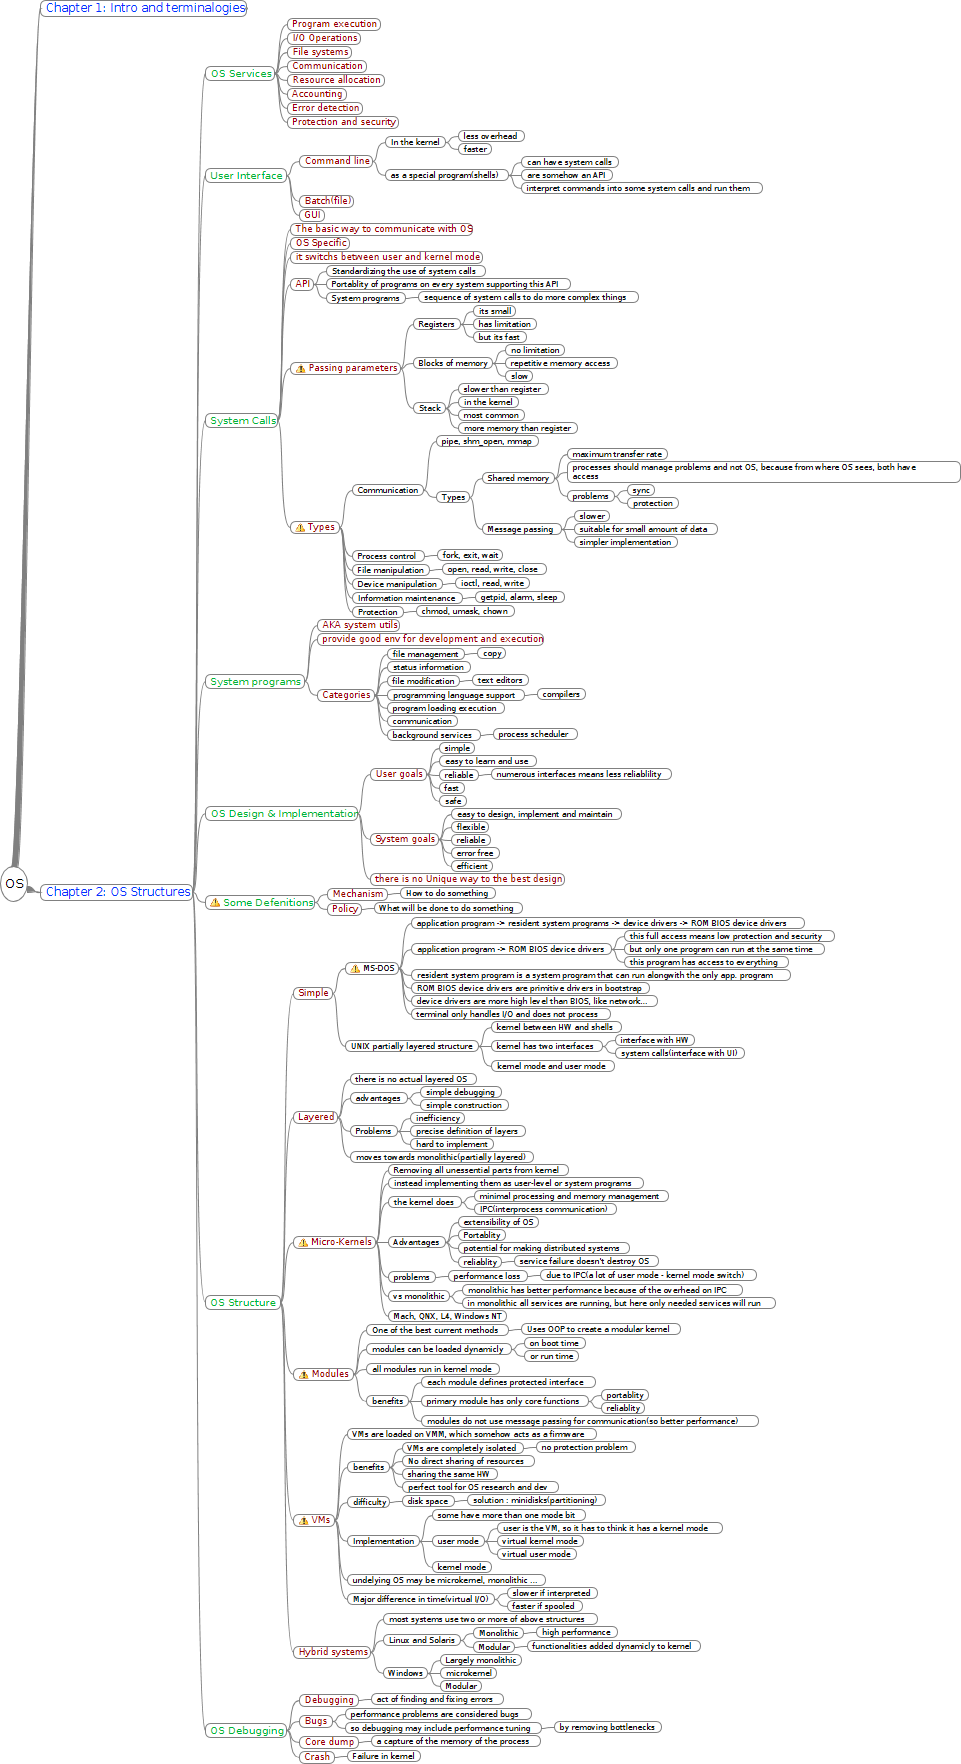 Chapter 1: Intro and terminalogies
OS
Chapter 2: OS Structures
OS Services
Program execution
I/O Operations
File systems
Communication
Resource allocation
Accounting
Error detection
Protection and security
User Interface
Command line
In the kernel
less overhead
faster
as a special program(shells)
can have system calls
are somehow an API
interpret commands into some system calls and run them
Batch(file)
GUI
System Calls
The basic way to communicate with OS
OS Specific
it switchs between user and kernel mode
API
Standardizing the use of system calls
Portablity of programs on every system supporting this API
System programs
sequence of system calls to do more complex things
Passing parameters
Registers
its small
has limitation
but its fast
Blocks of memory
no limitation
repetitive memory access
slow
Stack
slower than register
in the kernel
most common
more memory than register
Types
Communication
pipe, shm_open, mmap
Types
Shared memory
maximum transfer rate
processes should manage problems and not OS, because from where OS sees, both have
access
problems
sync
protection
Message passing
slower
suitable for small amount of data
simpler implementation
Process control
fork, exit, wait
File manipulation
open, read, write, close
Device manipulation
ioctl, read, write
Information maintenance
getpid, alarm, sleep
Protection
chmod, umask, chown
System programs
AKA system utils
provide good env for development and execution
Categories
file management
copy
status information
file modification
text editors
programming language support
compilers
program loading execution
communication
background services
process scheduler
OS Design & Implementation
User goals
simple
easy to learn and use
reliable
numerous interfaces means less reliablility
fast
safe
System goals
easy to design, implement and maintain
flexible
reliable
error free
efficient
there is no Unique way to the best design
Some Defenitions
Mechanism
How to do something
Policy
What will be done to do something
OS Structure
Simple
MS-DOS
application program -> resident system programs -> device drivers -> ROM BIOS device drivers
application program -> ROM BIOS device drivers
this full access means low protection and security
but only one program can run at the same time
this program has access to everything
resident system program is a system program that can run alongwith the only app. program
ROM BIOS device drivers are primitive drivers in bootstrap
device drivers are more high level than BIOS, like network...
terminal only handles I/O and does not process
UNIX partially layered structure
kernel between HW and shells
kernel has two interfaces
interface with HW
system calls(interface with UI)
kernel mode and user mode
Layered
there is no actual layered OS
advantages
simple debugging
simple construction
Problems
inefficiency
precise definition of layers
hard to implement
moves towards monolithic(partially layered)
Micro-Kernels
Removing all unessential parts from kernel
instead implementing them as user-level or system programs
the kernel does
minimal processing and memory management
IPC(interprocess communication)
Advantages
extensibility of OS
Portablity
potential for making distributed systems
reliablity
service failure doesn't destroy OS
problems
performance loss
due to IPC(a lot of user mode - kernel mode switch)
vs monolithic
monolithic has better performance because of the overhead on IPC
in monolithic all services are running, but here only needed services will run
Mach, QNX, L4, Windows NT
Modules
One of the best current methods
Uses OOP to create a modular kernel
modules can be loaded dynamicly
on boot time
or run time
all modules run in kernel mode
benefits
each module defines protected interface
primary module has only core functions
portablity
reliablity
modules do not use message passing for communication(so better performance)
VMs
VMs are loaded on VMM, which somehow acts as a firmware
benefits
VMs are completely isolated
no protection problem
No direct sharing of resources
sharing the same HW
perfect tool for OS research and dev
difficulty
disk space
solution : minidisks(partitioning)
Implementation
some have more than one mode bit
user mode
user is the VM, so it has to think it has a kernel mode
virtual kernel mode
virtual user mode
kernel mode
undelying OS may be microkernel, monolithic ...
Major difference in time(virtual I/O)
slower if interpreted
faster if spooled
Hybrid systems
most systems use two or more of above structures
Linux and Solaris
Monolithic
high performance
Modular
functionalities added dynamicly to kernel
Windows
Largely monolithic
microkernel
Modular
OS Debugging
Debugging
act of finding and fixing errors
Bugs
performance problems are considered bugs
so debugging may include performance tuning
by removing bottlenecks
Core dump
a capture of the memory of the process
Crash
Failure in kernel